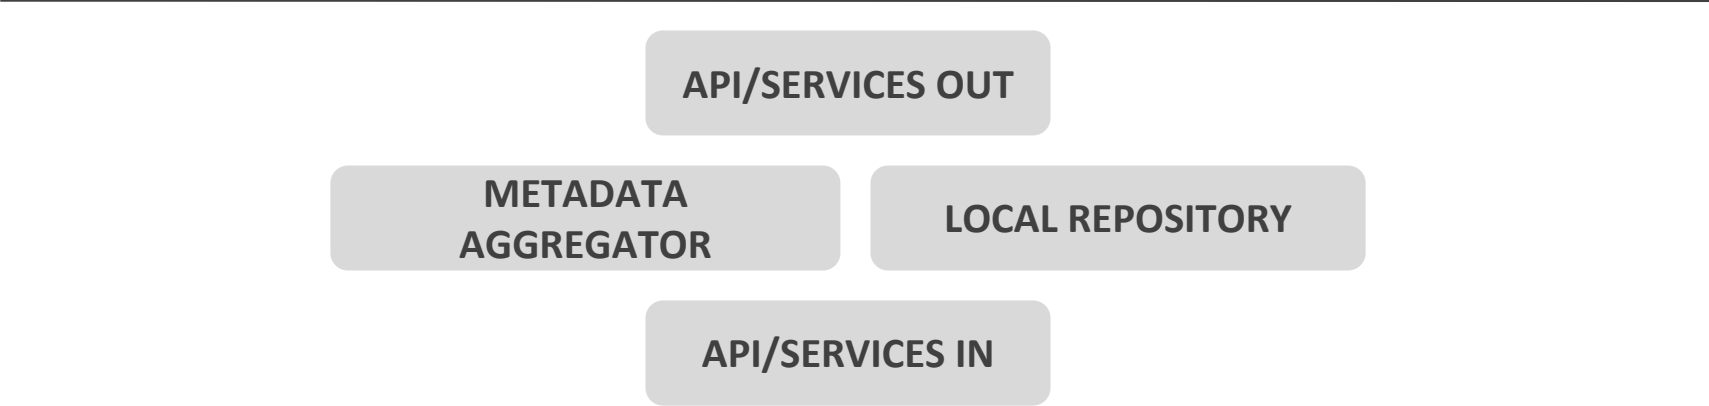 API/SERVICES OUT
METADATA
AGGREGATOR
LOCAL REPOSITORY
API/SERVICES IN